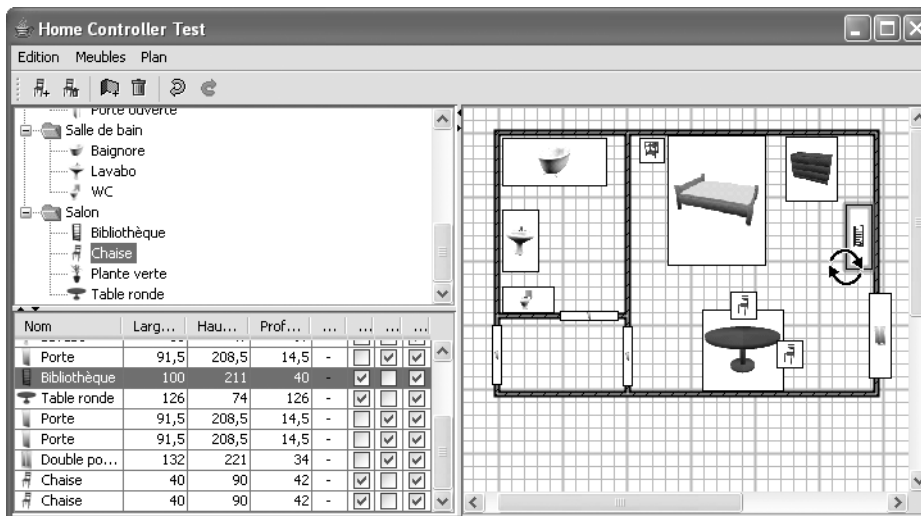 Home Controller Test
Edition Meubles Plan
Porte ouverte
Salle de bain
Baignore
Lavabo
WC
Salon
Bibliothèque
Chaise
Plante verte
Table ronde
Nom Larg... Hau... Prof... ... ... ... ...
Porte 91,5 208,5 14,5 -
Bibliothèque 100 211 40 -
Table ronde 126 74 126 -
Porte 91,5 208,5 14,5 -
Porte 91,5 208,5 14,5 -
Double po... 132 221 34 -
Chaise 40 90 42 -
Chaise 40 90 42 -